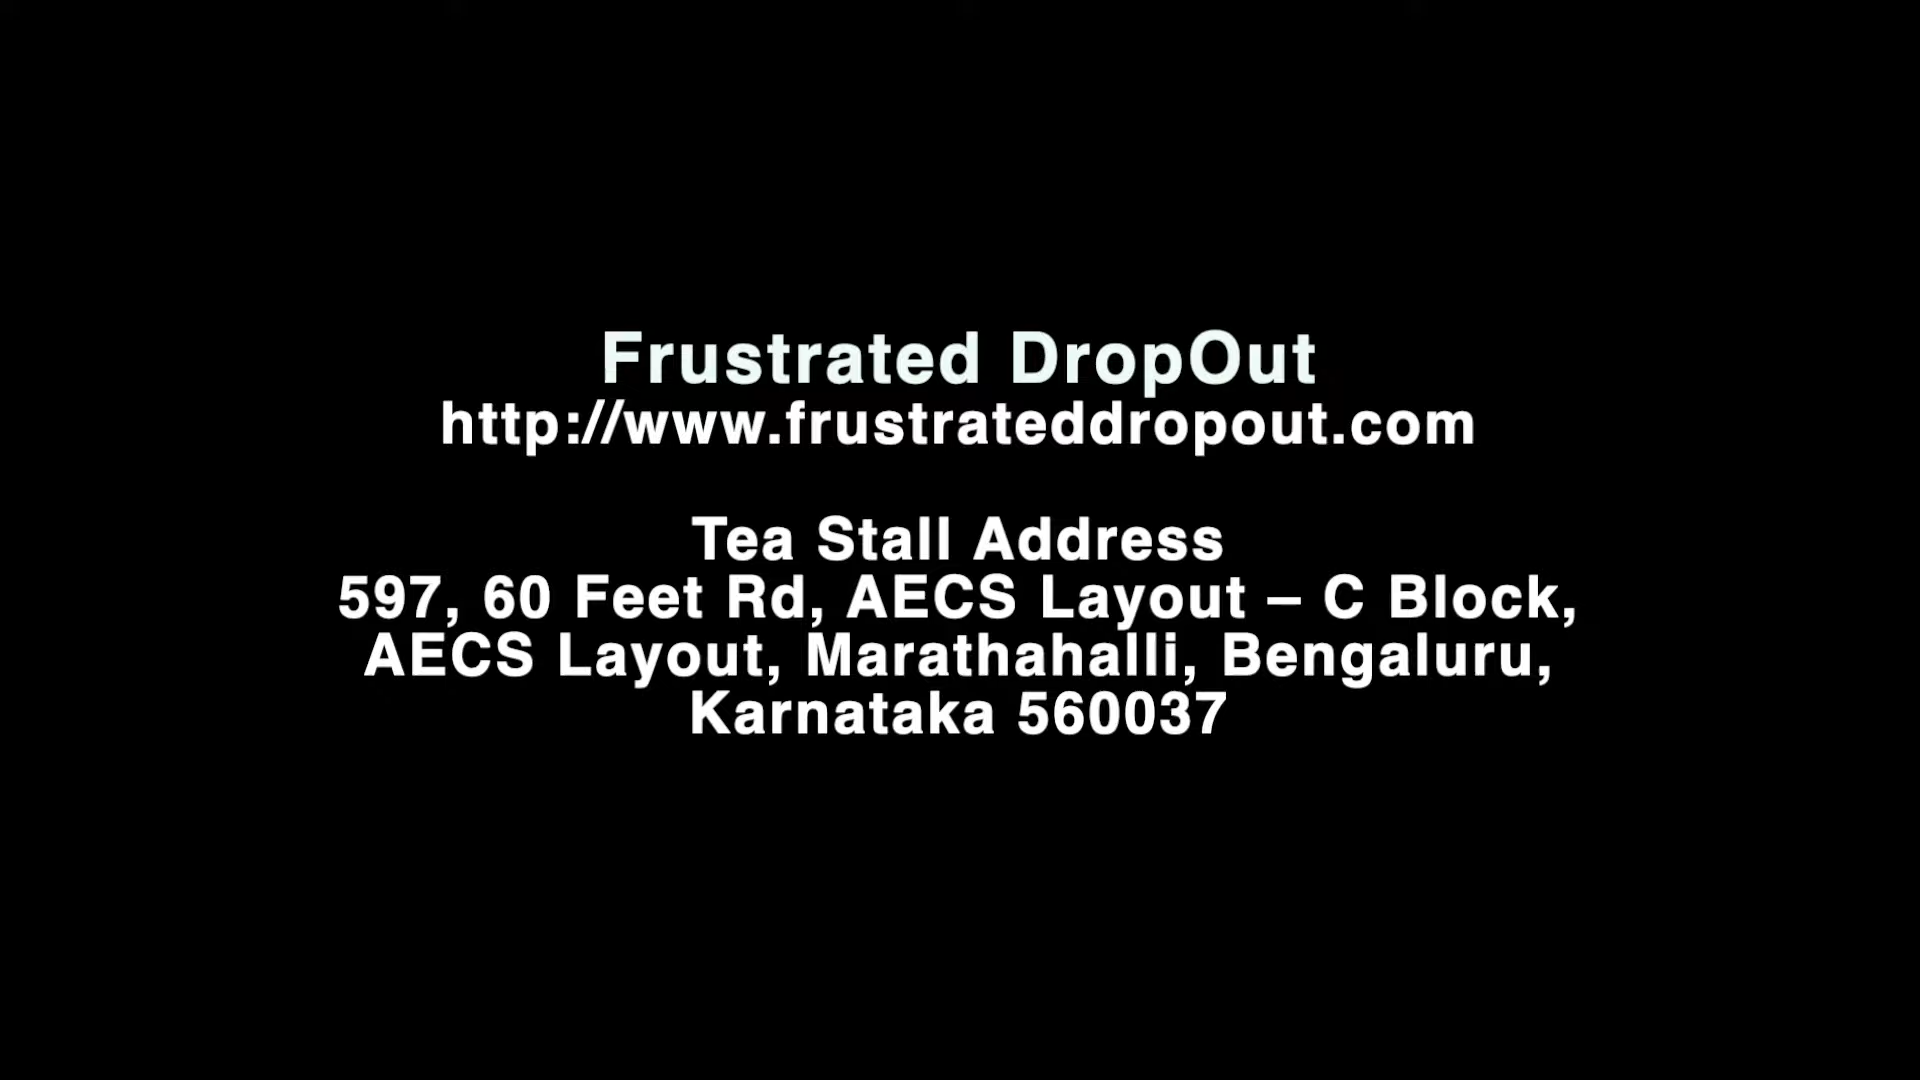 Frustrated DropOut
http://www.frustrateddropout.com
Tea Stall Address
597, 60 Feet Rd, AECS Layout – C Block,
AECS Layout, Marathahalli, Bengaluru,
Karnataka 560037